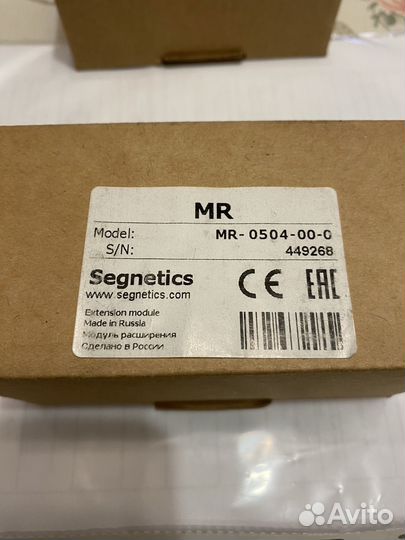 MR
Model: MR-0504-00-0
S/N: 449268
Segnetics
www.segnetics.com
CE EAC
Extension module
Made in Russia
Модуль расширения
Сделано в России
Avito